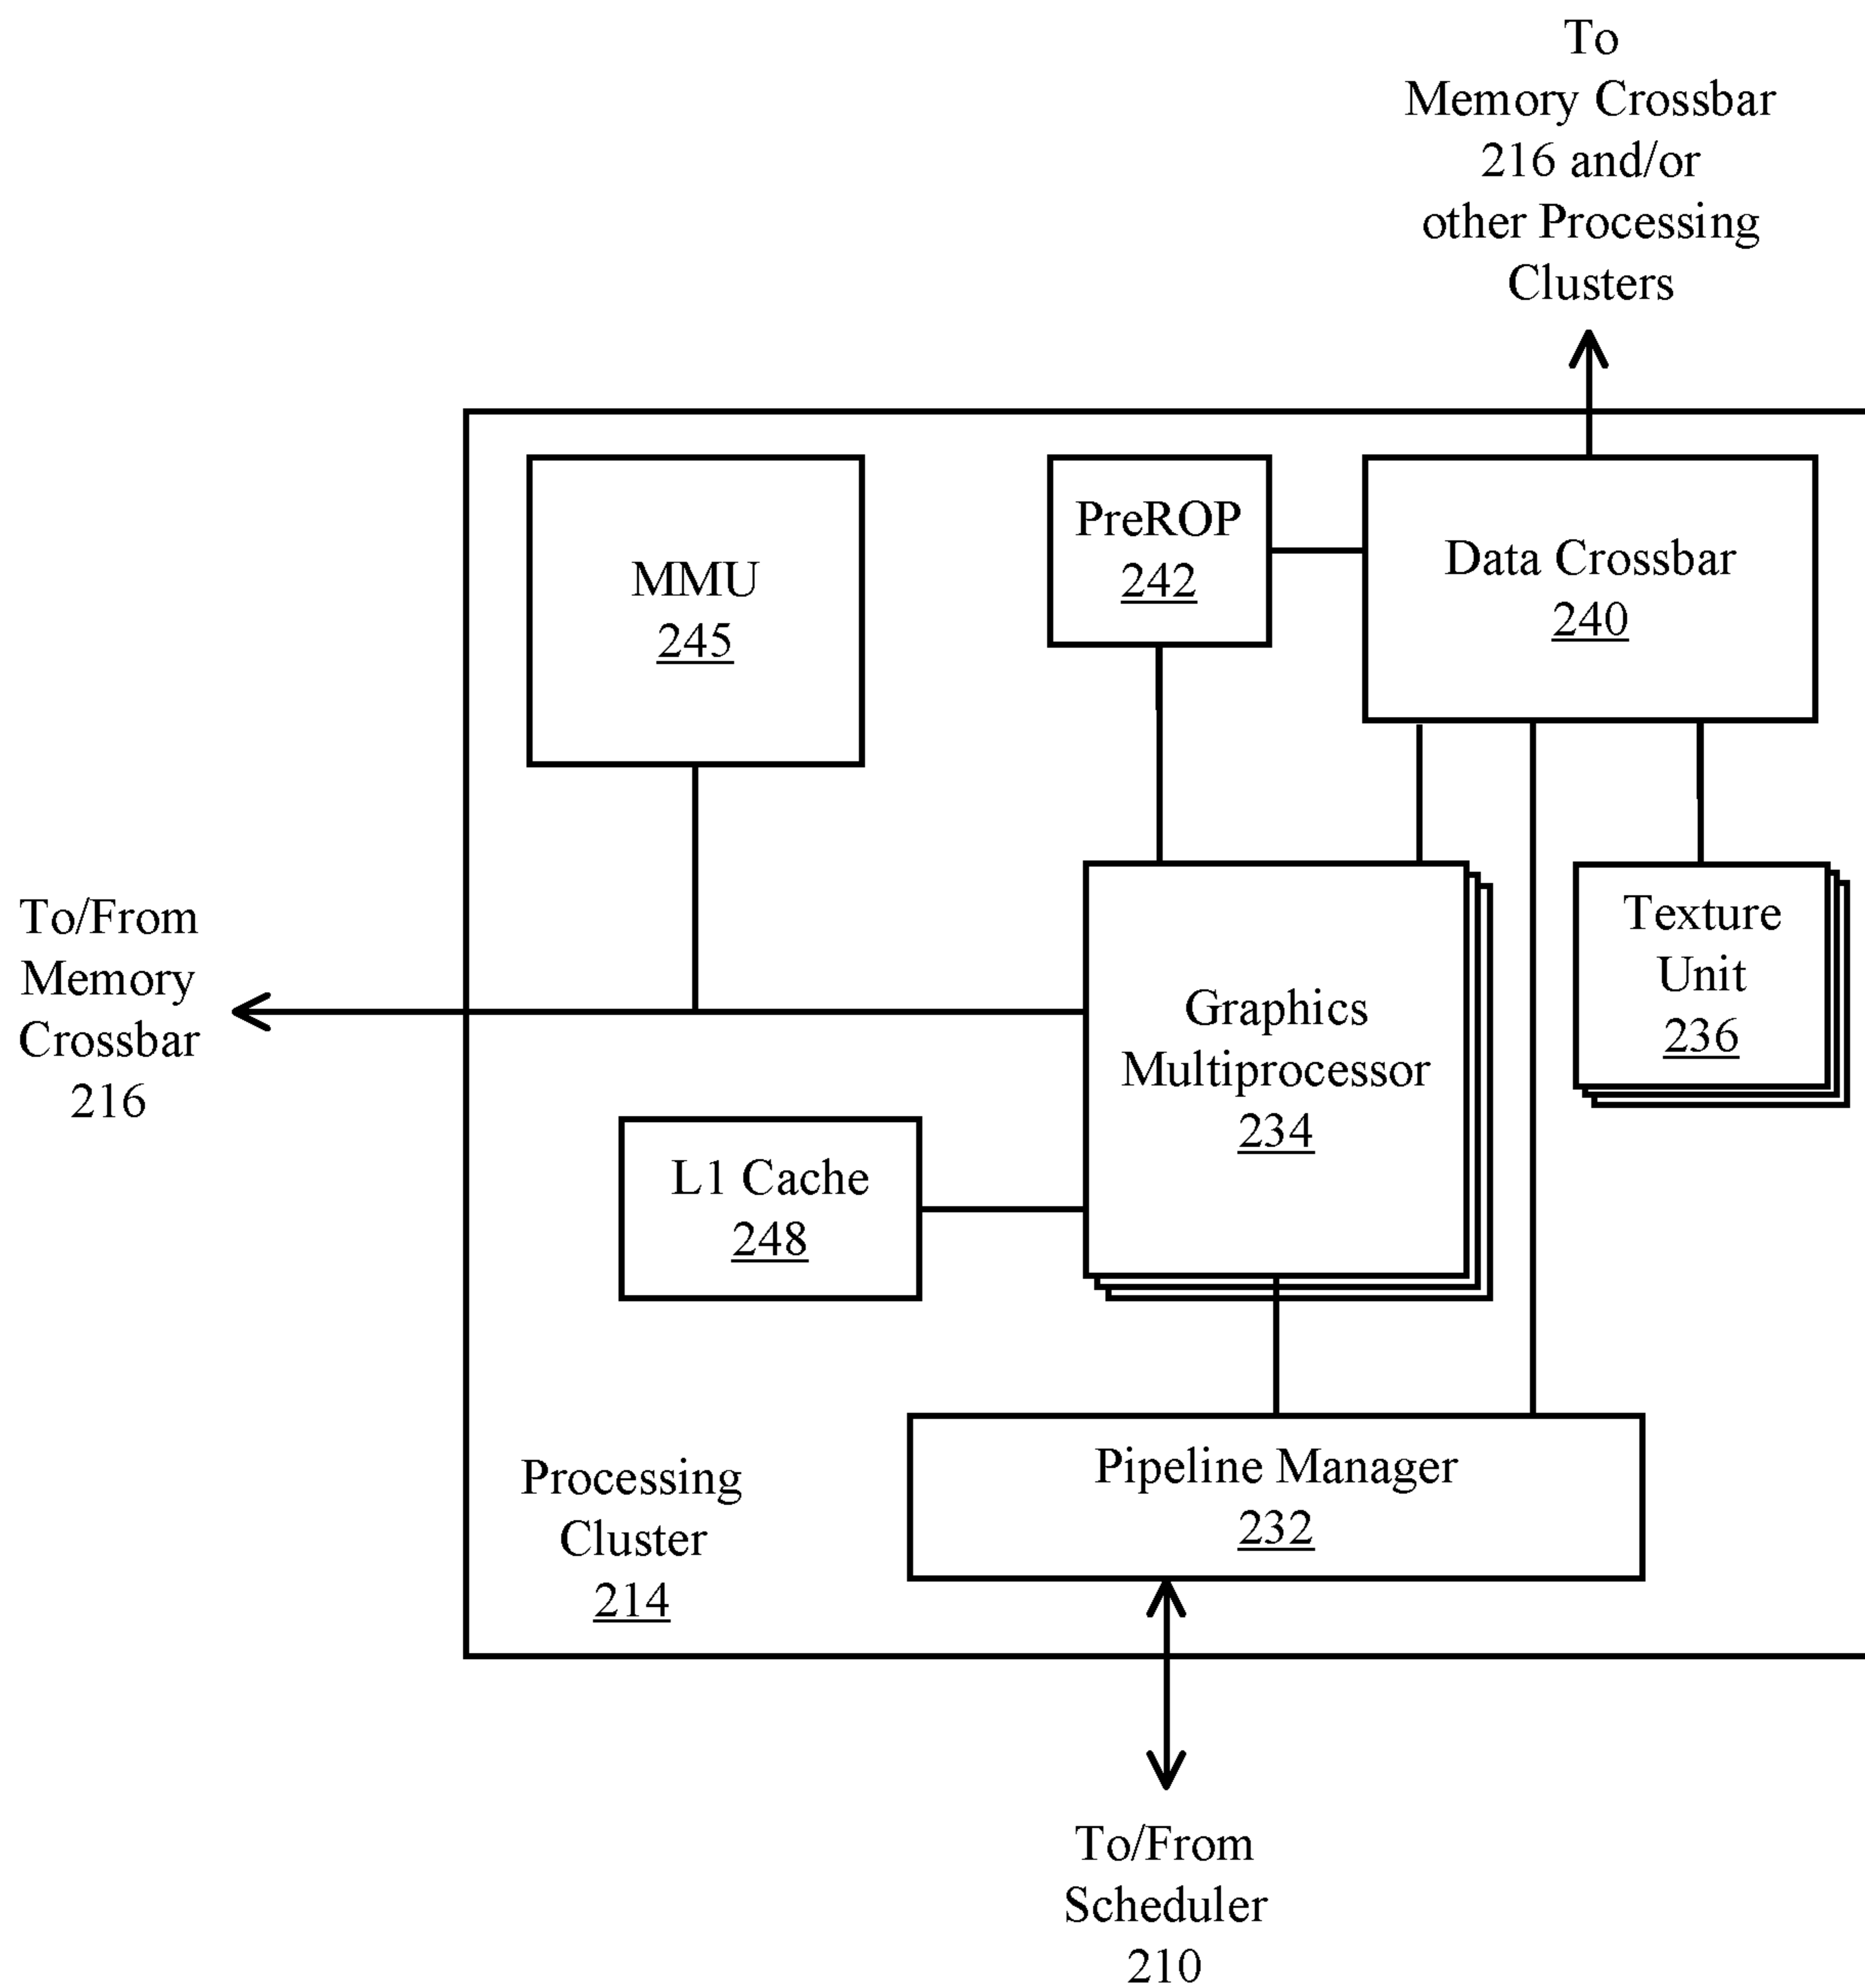 To
Memory Crossbar
216 and/or
other Processing
Clusters
MMU
245
PreROP
242
Data Crossbar
240
To/From
Memory
Crossbar
216
Graphics
Multiprocessor
234
Texture
Unit
236
L1 Cache
248
Processing
Cluster
214
Pipeline Manager
232
To/From
Scheduler
210